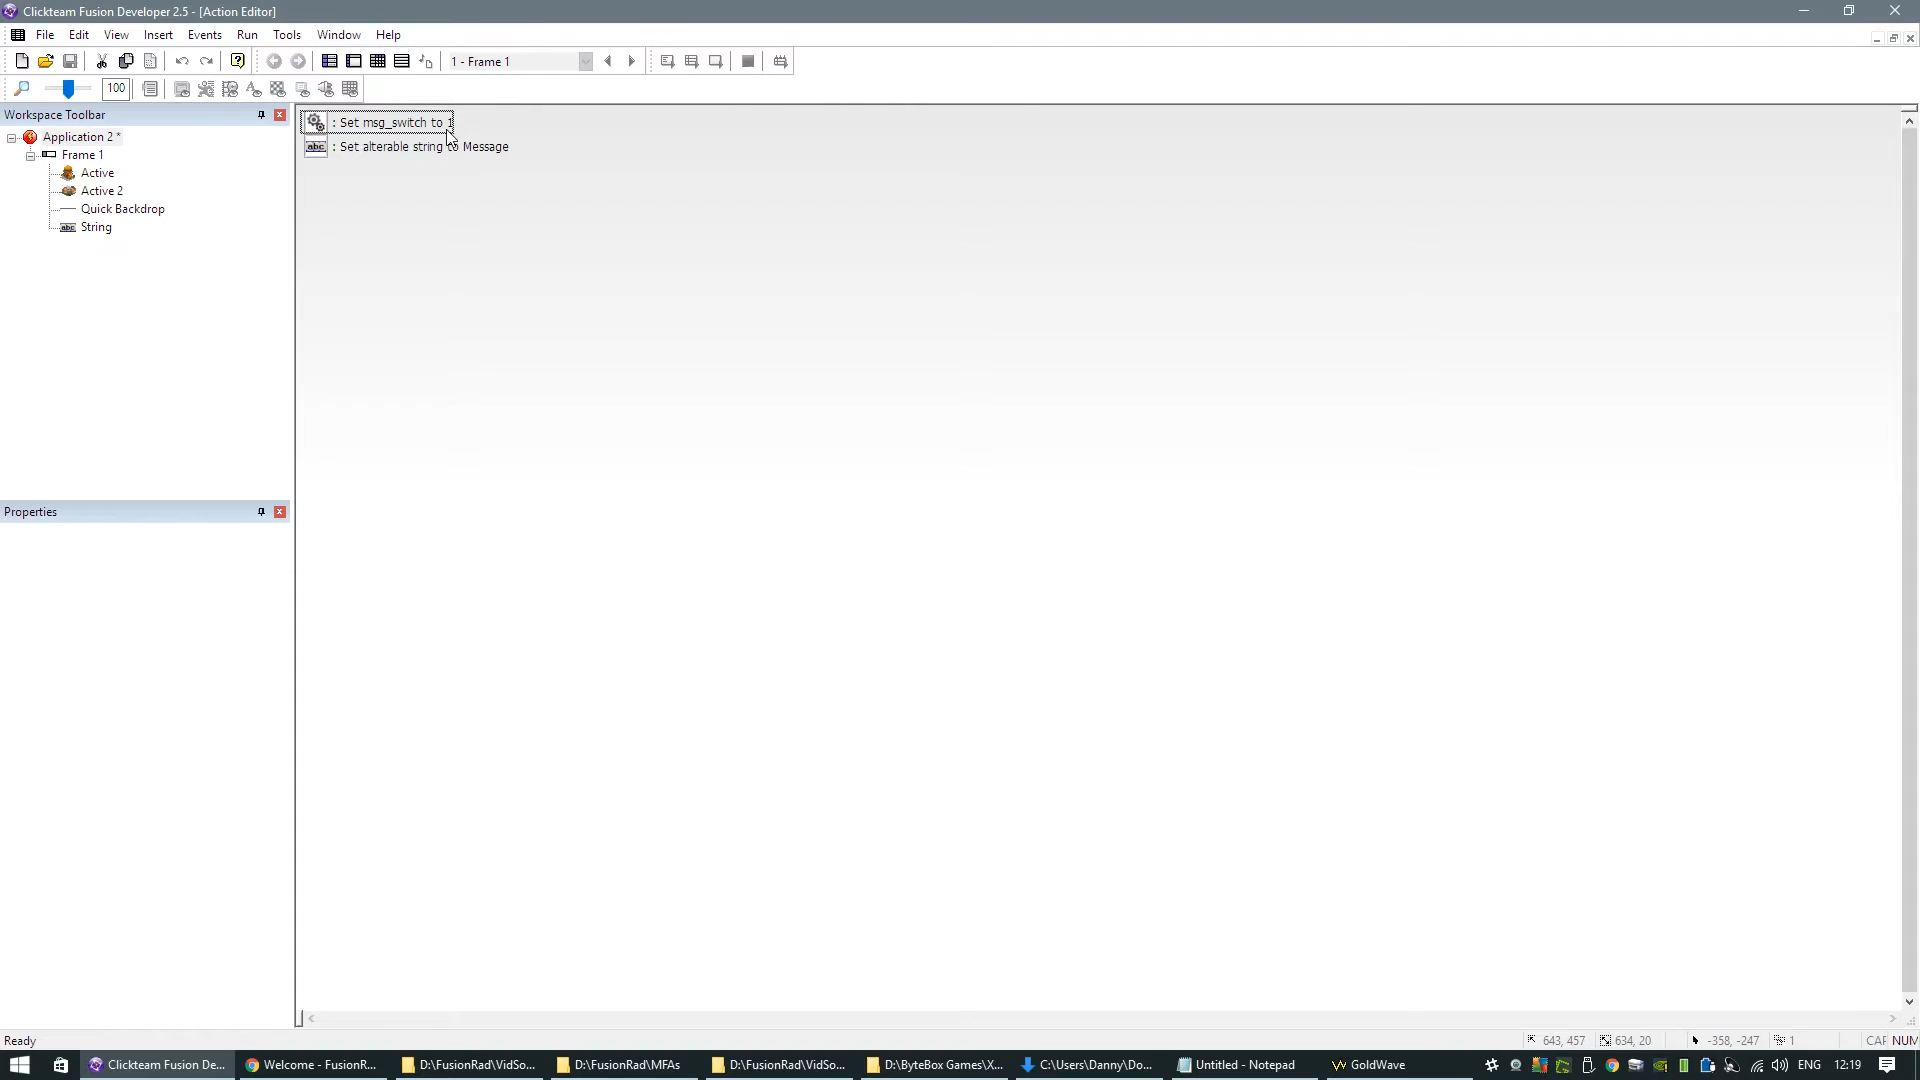 Clickteam Fusion Developer 2.5 - [Action Editor]
File Edit View Insert Events Run Tools Window Help
1 - Frame 1
100
Workspace Toolbar
Application 2 *
Frame 1
Active
Active 2
Quick Backdrop
abc String
: Set msg_switch to 1
abc : Set alterable string to Message
Properties
Ready
643, 457 634, 20 -358, -247 1 CAP NUM
Clickteam Fusion De... Welcome - FusionR... D:\FusionRad\VidSo... D:\FusionRad\MFAs D:\FusionRad\VidSo... D:\ByteBox Games\X... C:\Users\Danny\Do... Untitled - Notepad GoldWave ENG 12:19